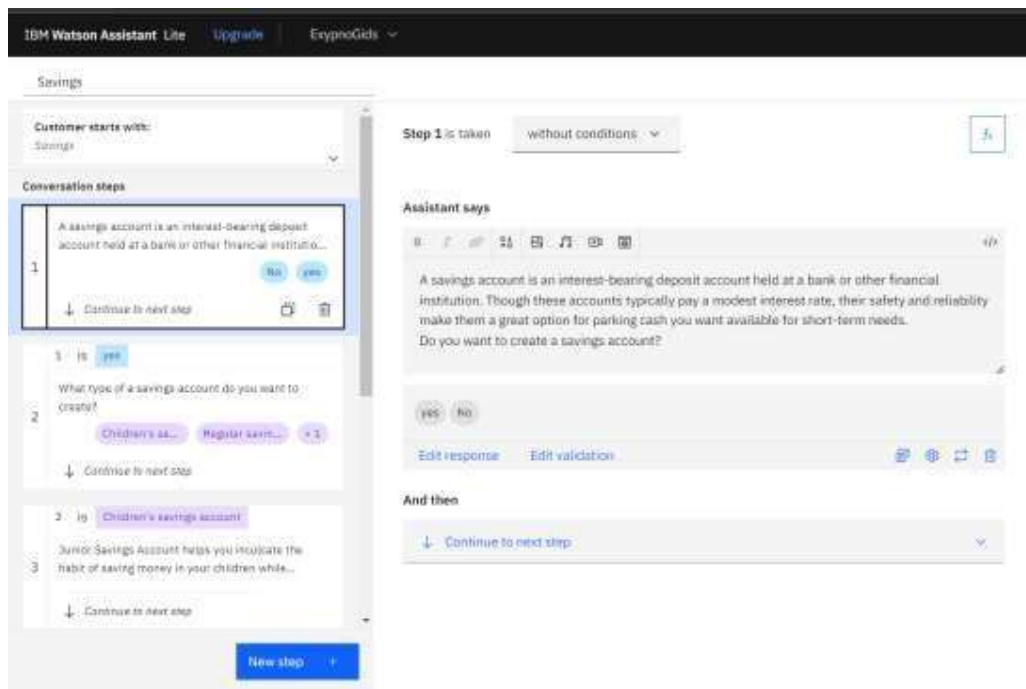 IBM Watson Assistant Lite Upgrade ExypnoGids
Savings
Customer starts with:
Savings
Conversation steps
1
A savings account is an interest-bearing deposit
account held at a bank or other financial institutio...
No yes
Continue to next step
2
1 is yes
What type of a savings account do you want to
create?
Children's sa... Regular savin... +1
Continue to next step
3
2 is Children's savings account
Junior Savings Account helps you inculcate the
habit of saving money in your children while...
Continue to next step
New step +
Step 1 is taken without conditions
fx
Assistant says
B I </>
A savings account is an interest-bearing deposit account held at a bank or other financial
institution. Though these accounts typically pay a modest interest rate, their safety and reliability
make them a great option for parking cash you want available for short-term needs.
Do you want to create a savings account?
yes No
Edit response Edit validation
And then
Continue to next step